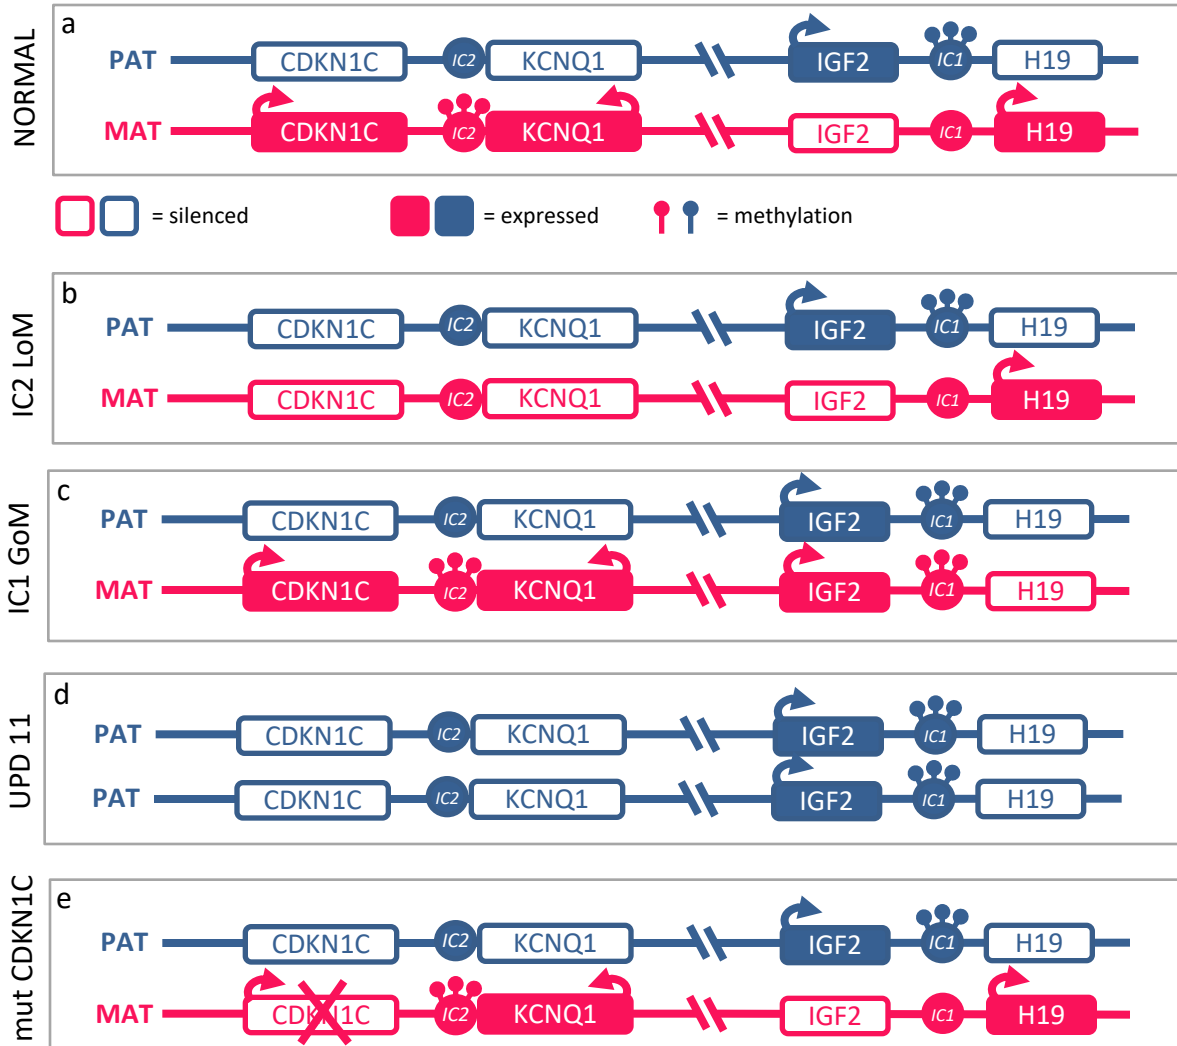 NORMAL
a
PAT CDKN1C IC2 KCNQ1 IGF2 IC1 H19
MAT CDKN1C IC2 KCNQ1 IGF2 IC1 H19
= silenced = expressed = methylation
IC2 LoM
b
PAT CDKN1C IC2 KCNQ1 IGF2 IC1 H19
MAT CDKN1C IC2 KCNQ1 IGF2 IC1 H19
IC1 GoM
c
PAT CDKN1C IC2 KCNQ1 IGF2 IC1 H19
MAT CDKN1C IC2 KCNQ1 IGF2 IC1 H19
UPD 11
d
PAT CDKN1C IC2 KCNQ1 IGF2 IC1 H19
PAT CDKN1C IC2 KCNQ1 IGF2 IC1 H19
mut CDKN1C
e
PAT CDKN1C IC2 KCNQ1 IGF2 IC1 H19
MAT CDKN1C IC2 KCNQ1 IGF2 IC1 H19